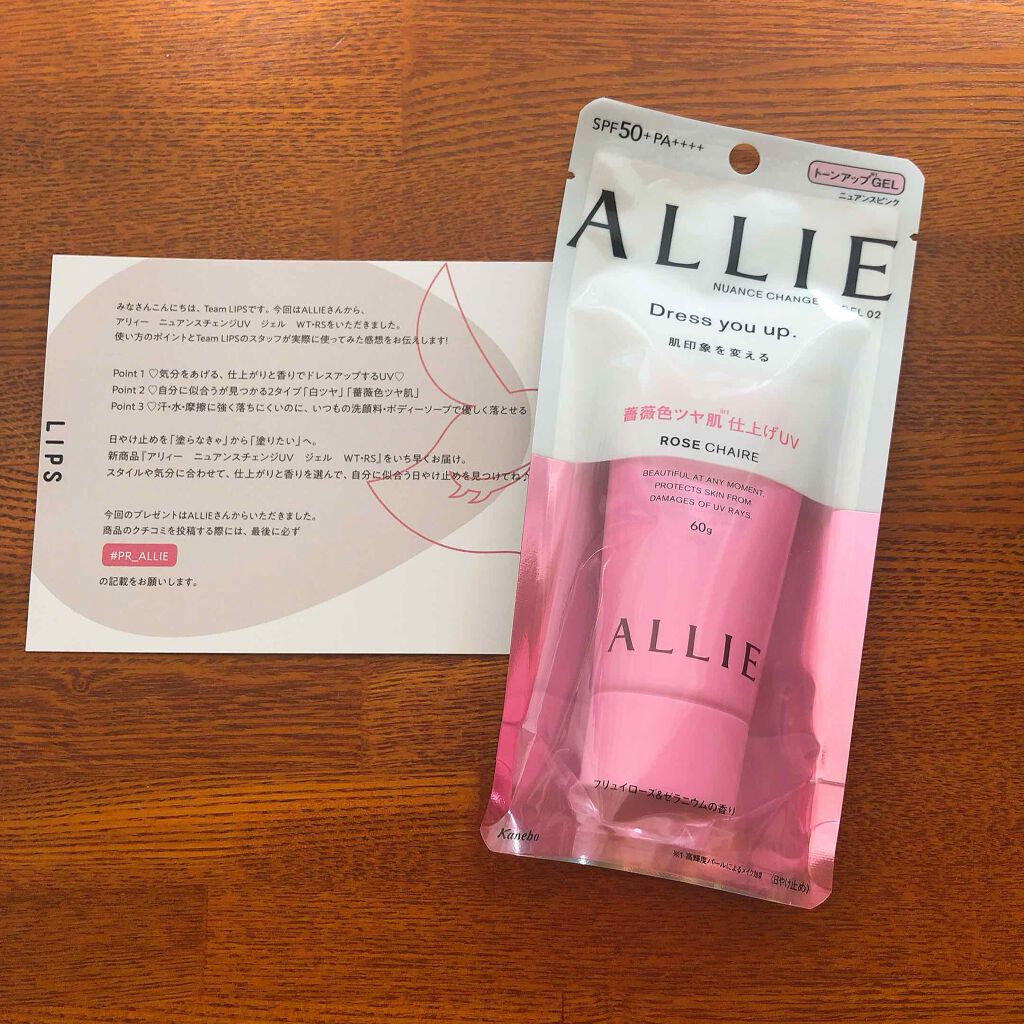 みなさんこんにちは、Team LIPSです。今回はALLIEさんから、
アリィー ニュアンスチェンジUV ジェル WT・RSをいただきました。
使い方のポイントとTeam LIPSのスタッフが実際に使ってみた感想をお伝えします!
Point 1 ♡気分をあげる、仕上がりと香りでドレスアップするUV♡
Point 2 ♡自分に似合うが見つかる2タイプ「白ツヤ」「薔薇色ツヤ肌」
Point 3 ♡汗・水・摩擦に強く落ちにくいのに、いつもの洗顔料・ボディーソープで優しく落とせる
日やけ止めを「塗らなきゃ」から「塗りたい」へ。
新商品『アリィー ニュアンスチェンジUV ジェル WT・RS』をいち早くお届け。
スタイルや気分に合わせて、仕上がりと香りを選んで、自分に似合う日やけ止めを見つけてね♪
今回のプレゼントはALLIEさんからいただきました。
商品のクチコミを投稿する際には、最後に必ず
#PR_ALLIE
の記載をお願いします。
LIPS
SPF50+PA++++
トーンアップ※1GEL
ニュアンスピンク
ALLIE
NUANCE CHANGE GEL 02
Dress you up.
肌印象を変える
薔薇色ツヤ肌※1仕上げUV
ROSE CHAIRE
BEAUTIFUL AT ANY MOMENT.
PROTECTS SKIN FROM
DAMAGES OF UV RAYS.
60g
ALLIE
フリュイローズ&ゼラニウムの香り
Kanebo
※1 高輝度パールによるメイク効果 〈日やけ止め〉